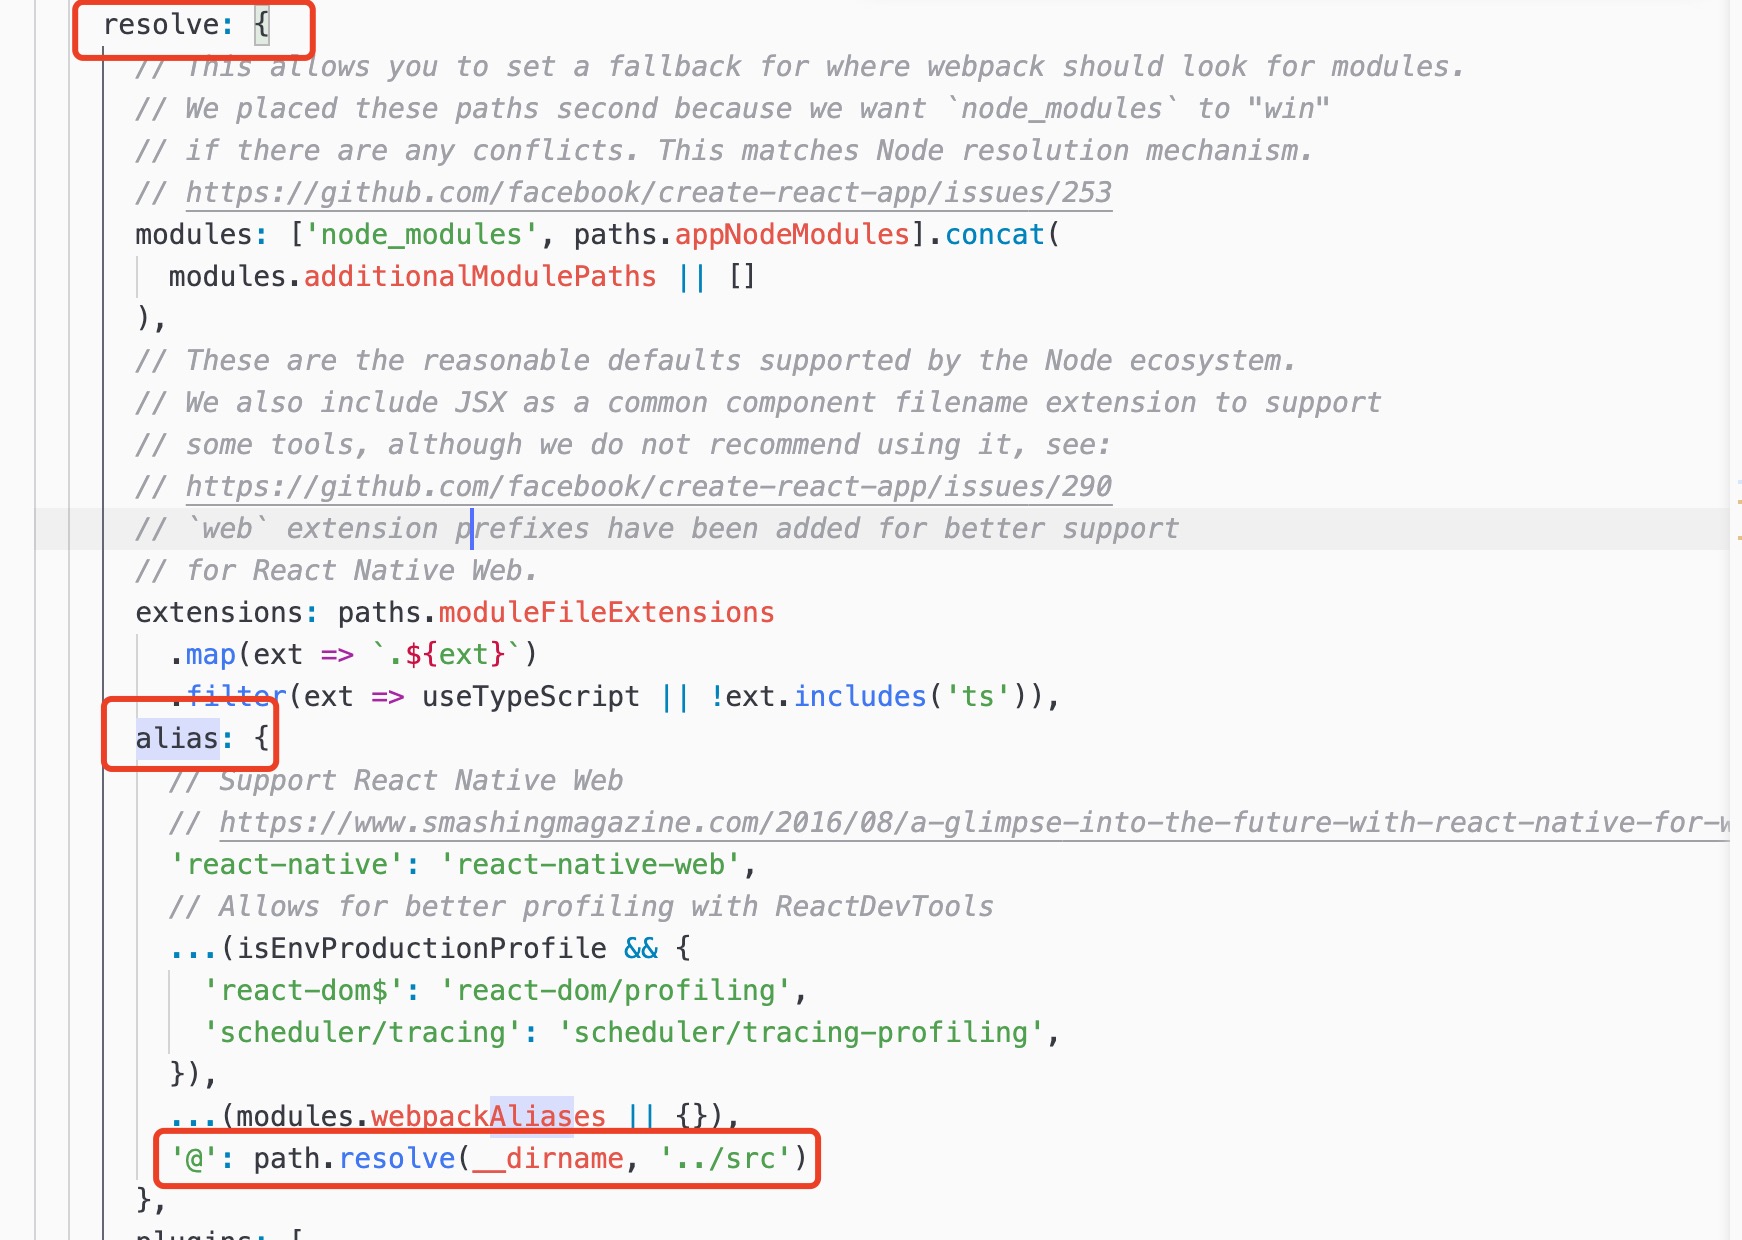 resolve: {
// This allows you to set a fallback for where webpack should look for modules.
// We placed these paths second because we want `node_modules` to "win"
// if there are any conflicts. This matches Node resolution mechanism.
// https://github.com/facebook/create-react-app/issues/253
modules: ['node_modules', paths.appNodeModules].concat(
modules.additionalModulePaths || []
),
// These are the reasonable defaults supported by the Node ecosystem.
// We also include JSX as a common component filename extension to support
// some tools, although we do not recommend using it, see:
// https://github.com/facebook/create-react-app/issues/290
// `web` extension prefixes have been added for better support
// for React Native Web.
extensions: paths.moduleFileExtensions
.map(ext => `.${ext}`)
.filter(ext => useTypeScript || !ext.includes('ts')),
alias: {
// Support React Native Web
// https://www.smashingmagazine.com/2016/08/a-glimpse-into-the-future-with-react-native-for-w
'react-native': 'react-native-web',
// Allows for better profiling with ReactDevTools
...(isEnvProductionProfile && {
'react-dom$': 'react-dom/profiling',
'scheduler/tracing': 'scheduler/tracing-profiling',
}),
...(modules.webpackAliases || {}),
'@': path.resolve(__dirname, '../src')
},
plugins: [